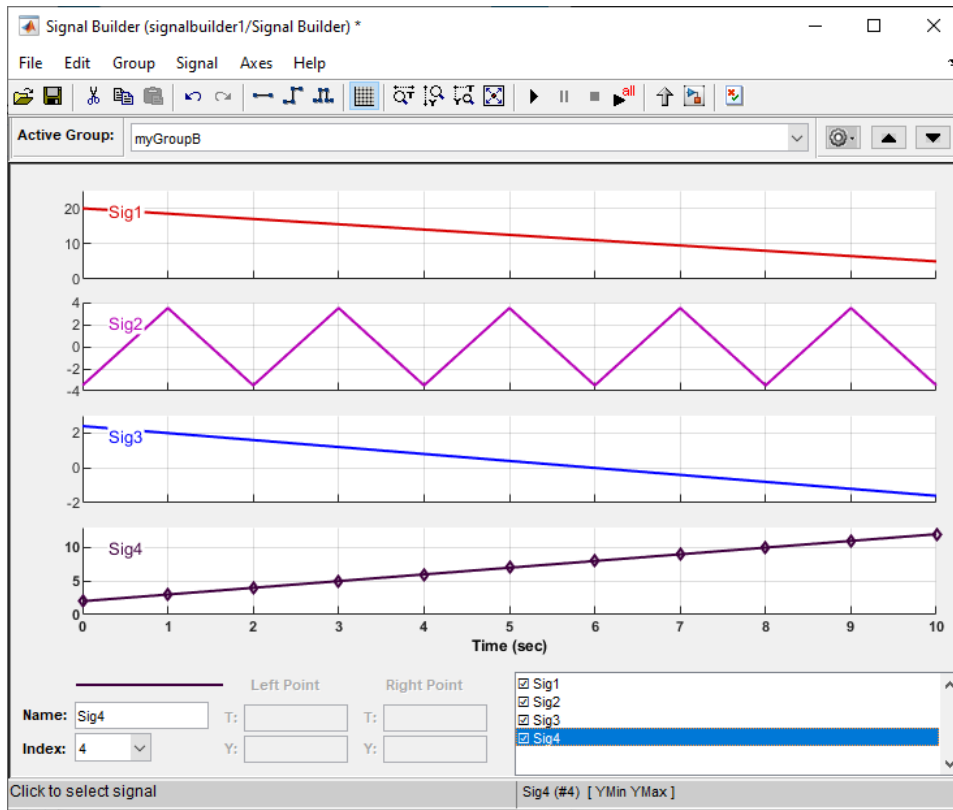 Signal Builder (signalbuilder1/Signal Builder) *
File Edit Group Signal Axes Help
all
Active Group: myGroupB
20
10
0
Sig1
4
2
0
-2
-4
Sig2
2
0
-2
Sig3
10
5
0
Sig4
0 1 2 3 4 5 6 7 8 9 10
Time (sec)
Left Point Right Point
Name: Sig4 T: T:
Index: 4 Y: Y:
Sig1
Sig2
Sig3
Sig4
Click to select signal Sig4 (#4) [ YMin YMax ]